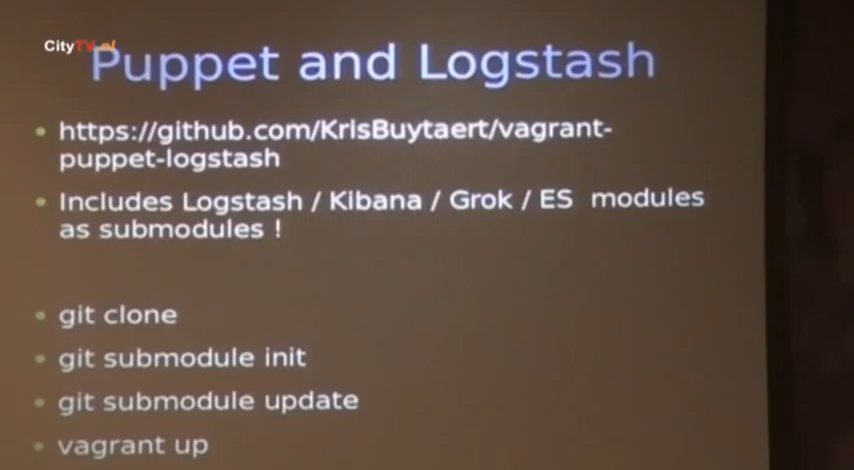 CityTV.nl
Puppet and Logstash
https://github.com/KrisBuytaert/vagrant-
puppet-logstash
Includes Logstash / Kibana / Grok / ES modules
as submodules !
git clone
git submodule init
git submodule update
vagrant up